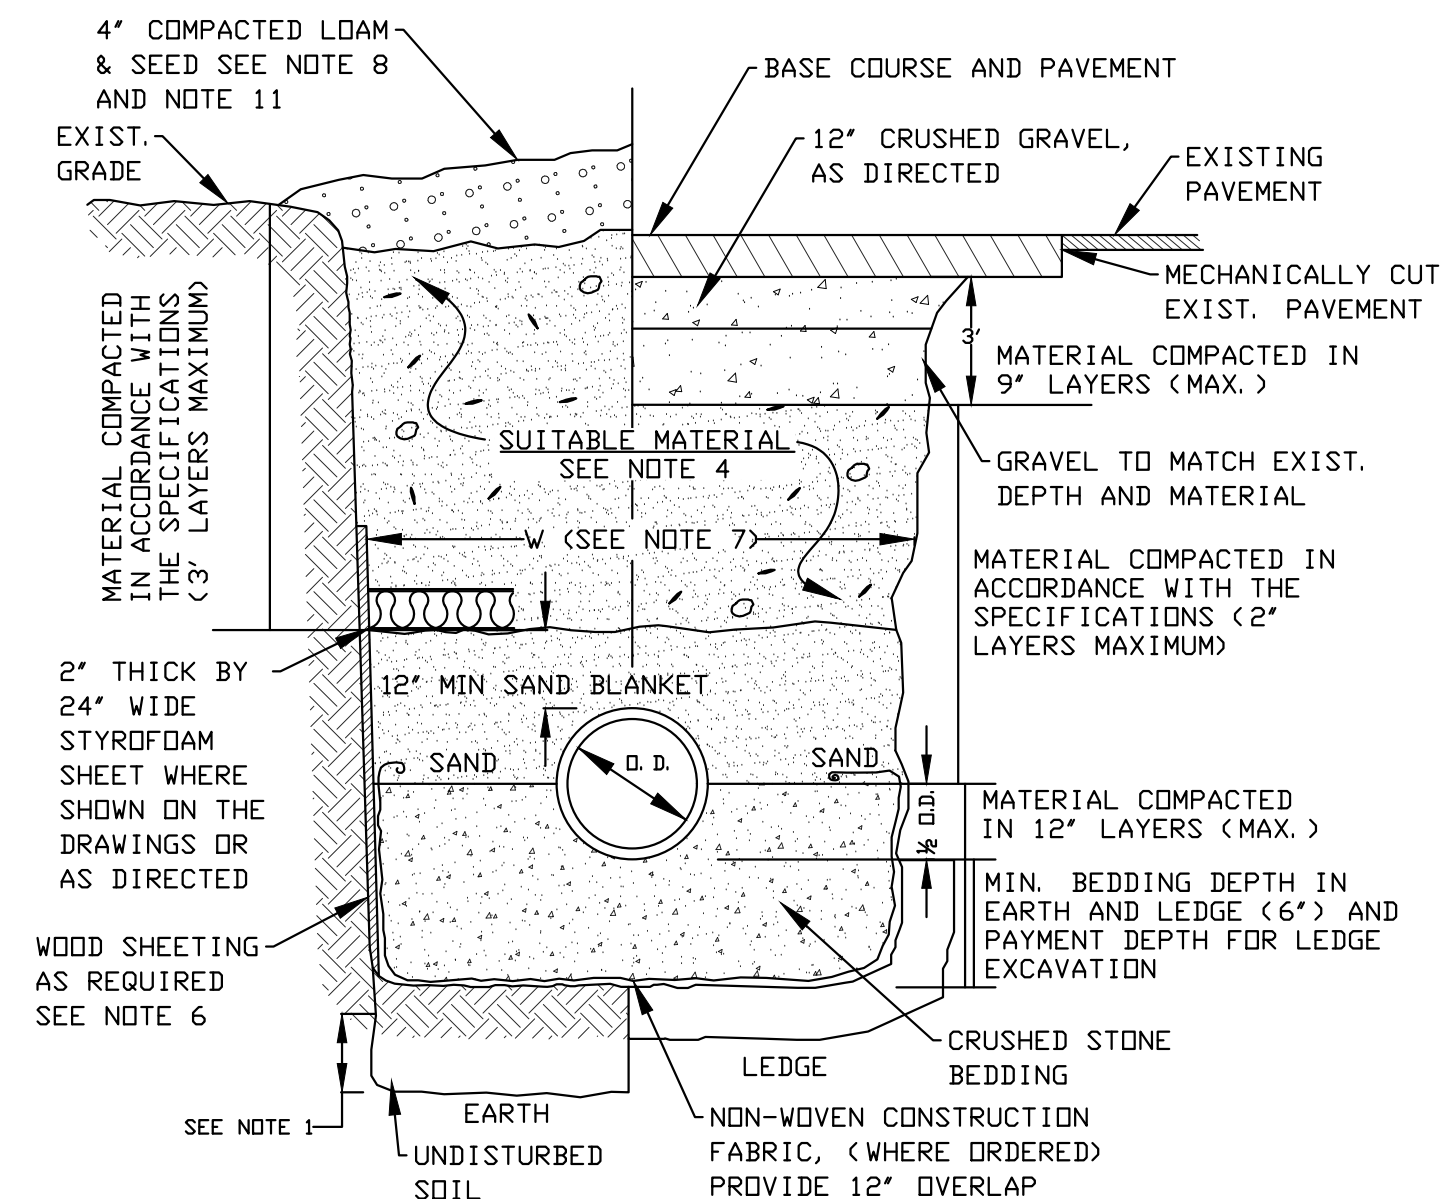 4" COMPACTED LOAM
& SEED SEE NOTE 8
AND NOTE 11
EXIST.
GRADE
BASE COURSE AND PAVEMENT
12" CRUSHED GRAVEL,
AS DIRECTED
EXISTING
PAVEMENT
MECHANICALLY CUT
EXIST. PAVEMENT
3'
MATERIAL COMPACTED IN
9" LAYERS (MAX.)
MATERIAL COMPACTED
IN ACCORDANCE WITH
THE SPECIFICATIONS
(3' LAYERS MAXIMUM)
SUITABLE MATERIAL
SEE NOTE 4
GRAVEL TO MATCH EXIST.
DEPTH AND MATERIAL
W (SEE NOTE 7)
MATERIAL COMPACTED IN
ACCORDANCE WITH THE
SPECIFICATIONS (2"
LAYERS MAXIMUM)
2" THICK BY
24" WIDE
STYROFOAM
SHEET WHERE
SHOWN ON THE
DRAWINGS OR
AS DIRECTED
12" MIN SAND BLANKET
SAND
O. D.
SAND
½ O.D.
MATERIAL COMPACTED
IN 12" LAYERS (MAX.)
MIN. BEDDING DEPTH IN
EARTH AND LEDGE (6") AND
PAYMENT DEPTH FOR LEDGE
EXCAVATION
WOOD SHEETING
AS REQUIRED
SEE NOTE 6
CRUSHED STONE
BEDDING
LEDGE
EARTH
SEE NOTE 1
UNDISTURBED
SOIL
NON-WOVEN CONSTRUCTION
FABRIC, (WHERE ORDERED)
PROVIDE 12" OVERLAP